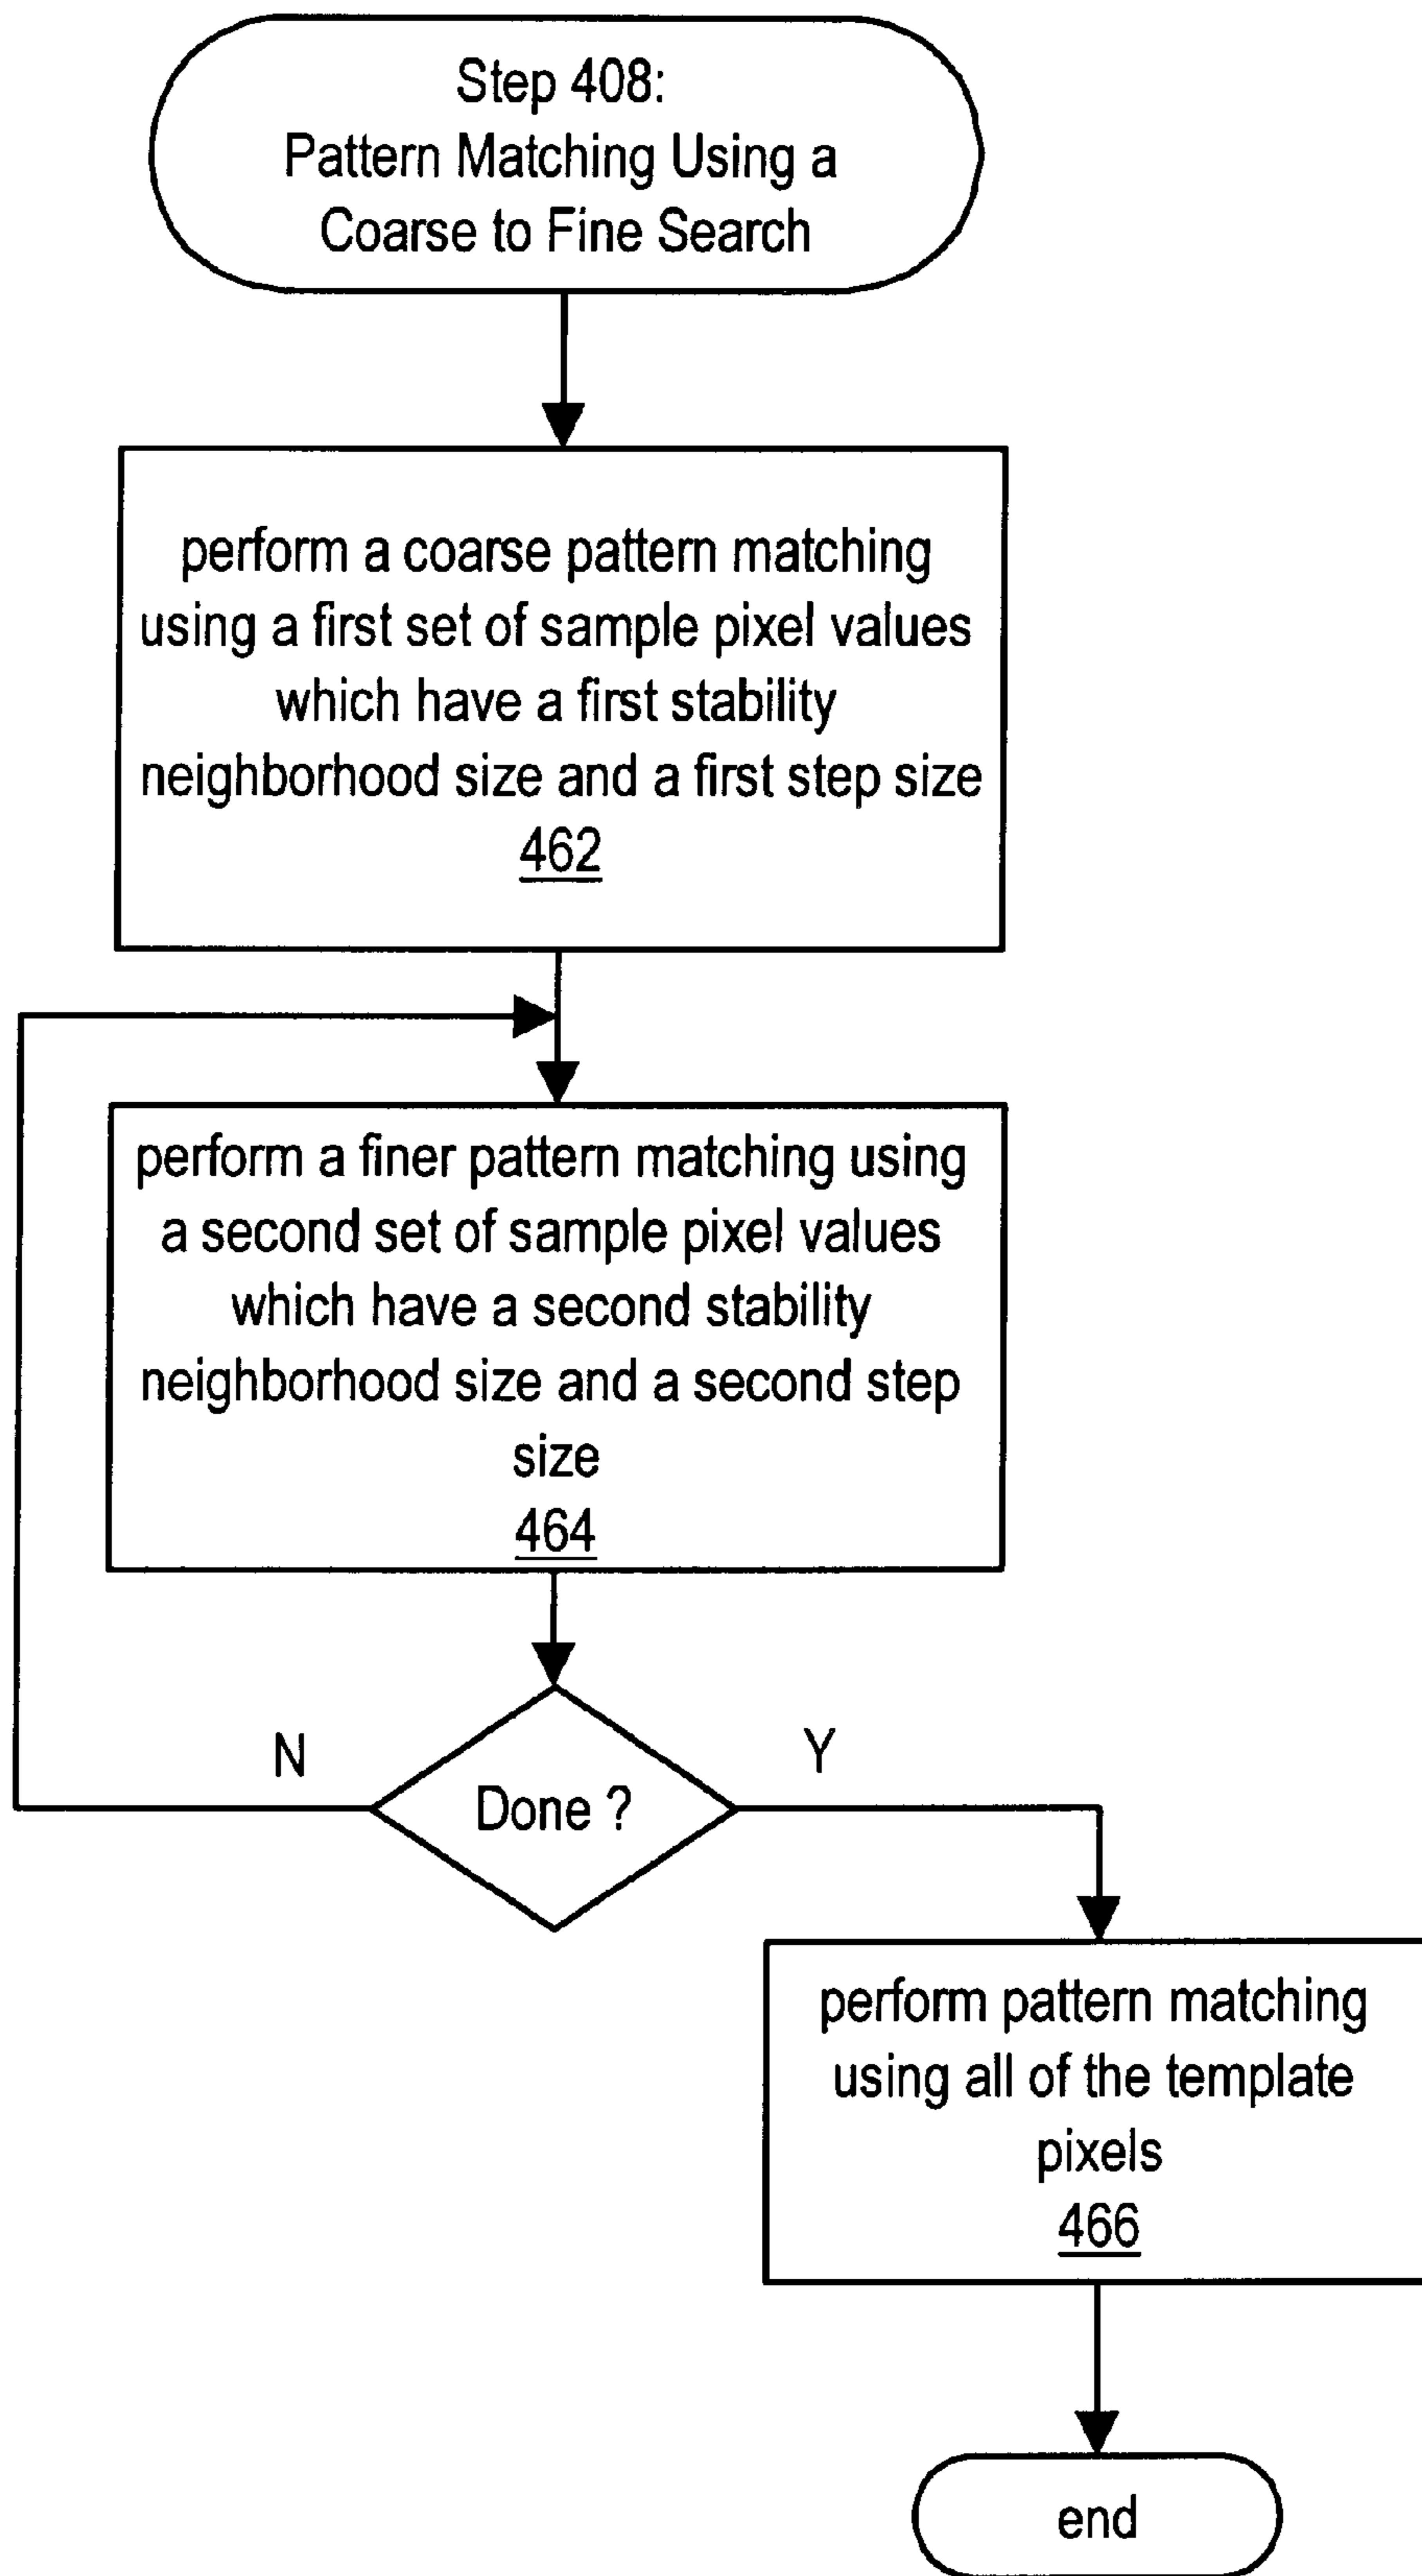 Step 408:
Pattern Matching Using a
Coarse to Fine Search
perform a coarse pattern matching
using a first set of sample pixel values
which have a first stability
neighborhood size and a first step size
462
perform a finer pattern matching using
a second set of sample pixel values
which have a second stability
neighborhood size and a second step
size
464
N
Done ?
Y
perform pattern matching
using all of the template
pixels
466
end